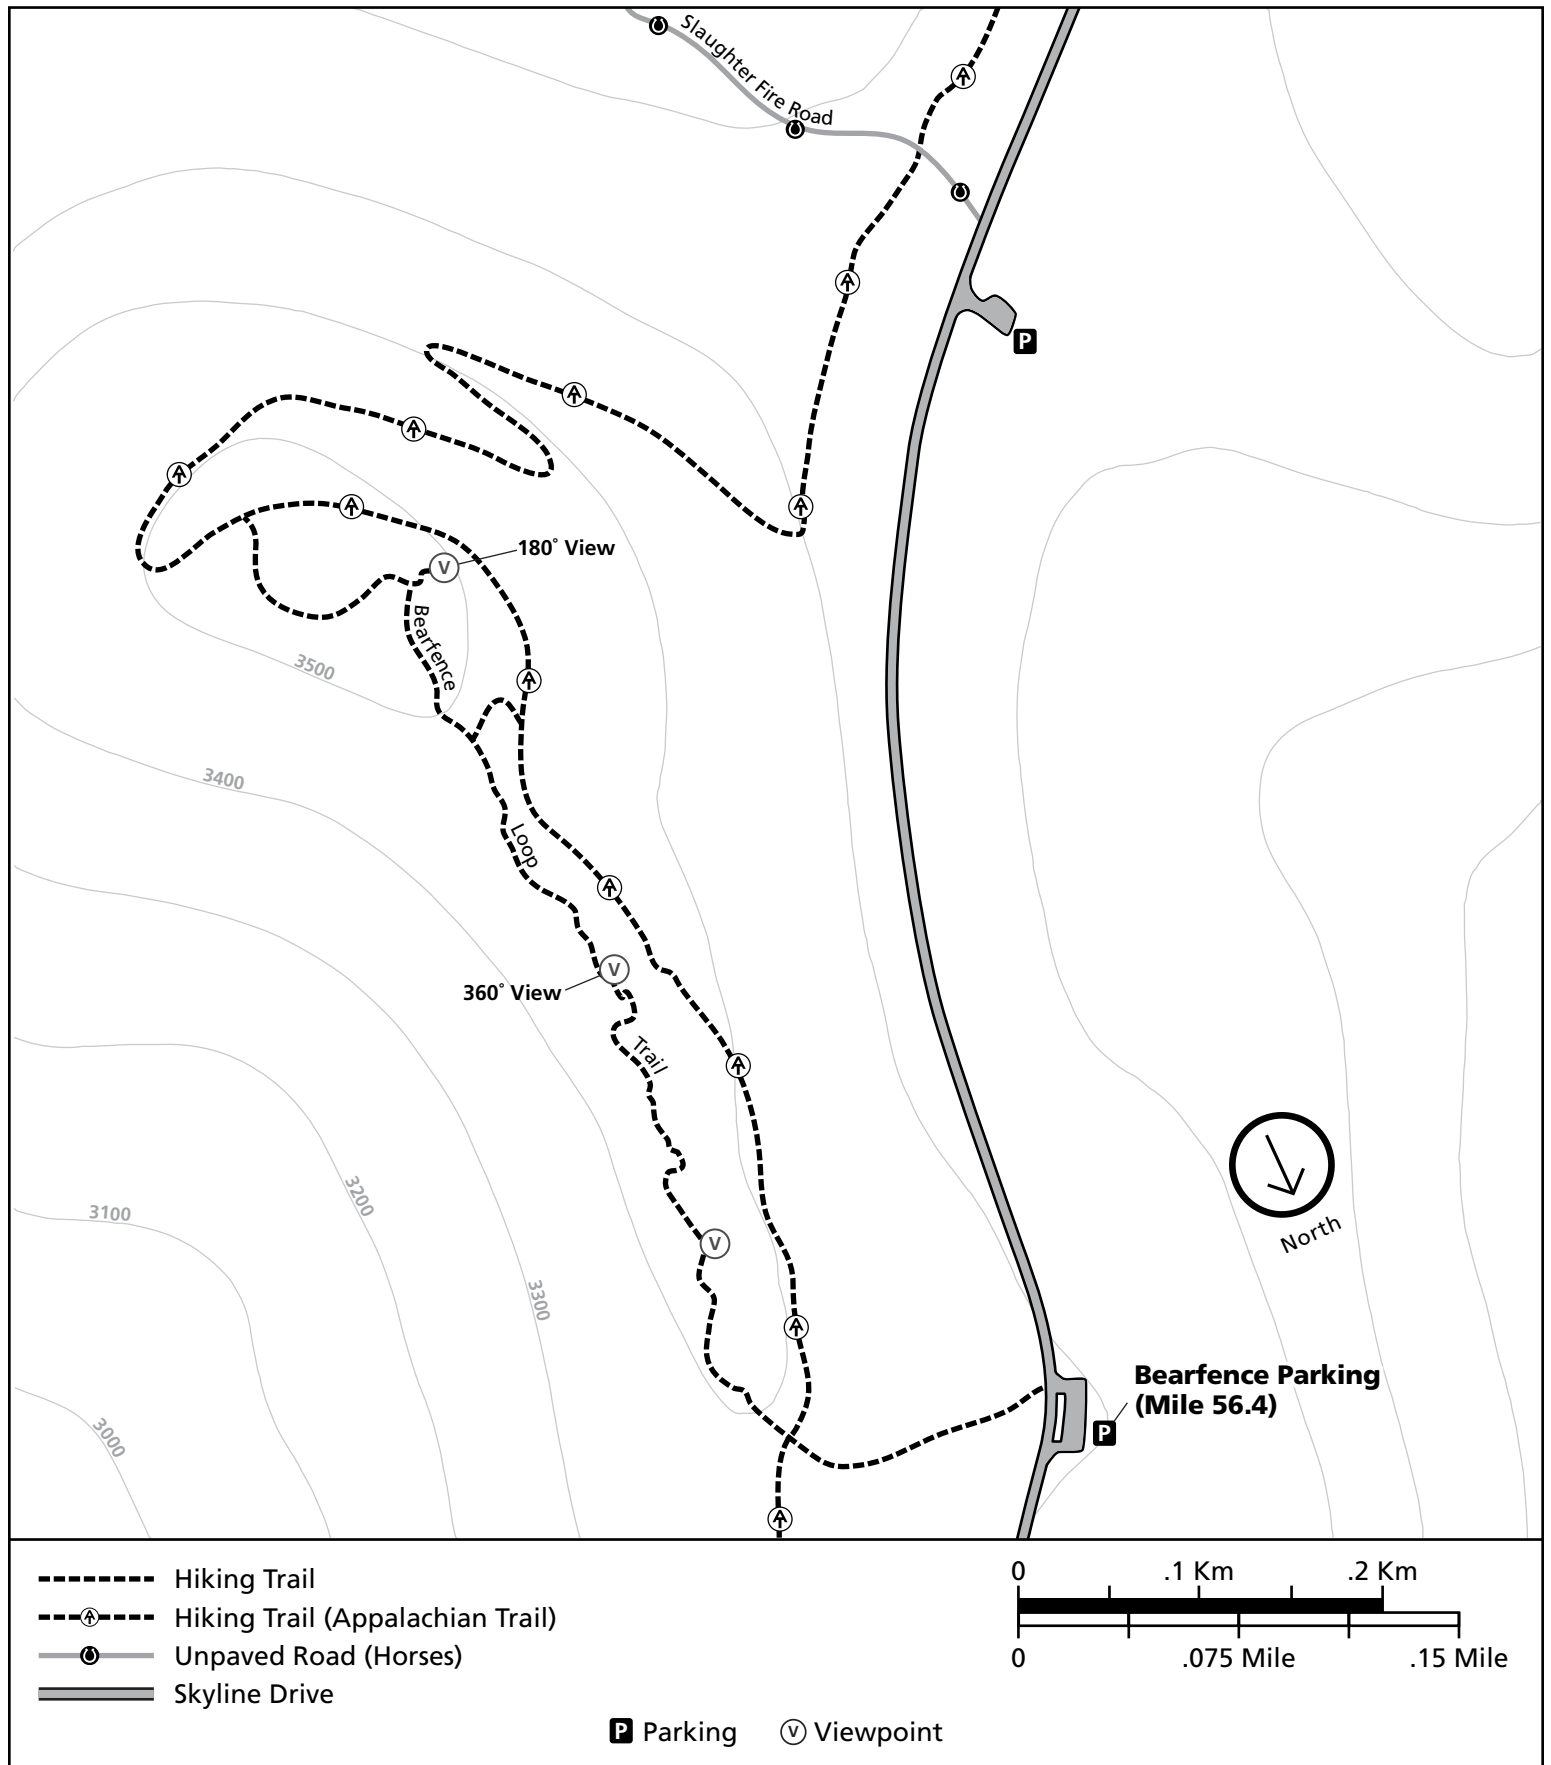 Slaughter Fire Road
P
180° View
V
Bearfence
3500
3400
Loop
V
360° View
Trail
3200
3100
V
3300
North
Bearfence Parking
(Mile 56.4)
P
3000
Hiking Trail
Hiking Trail (Appalachian Trail)
Unpaved Road (Horses)
Skyline Drive
0 .1 Km .2 Km
0 .075 Mile .15 Mile
P Parking V Viewpoint